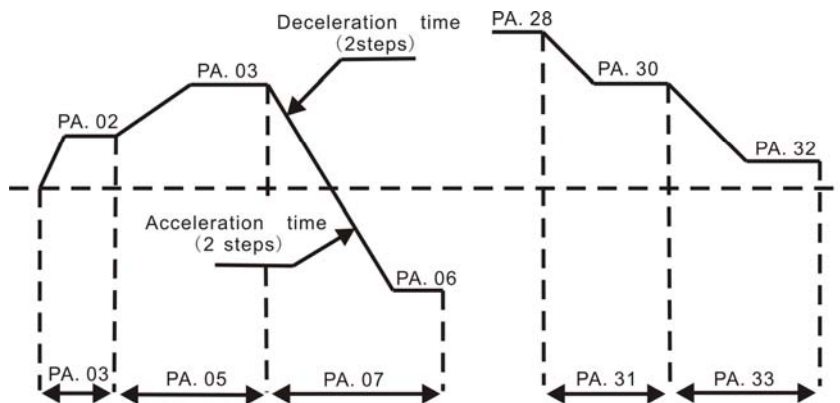 Deceleration time
(2steps)
PA. 28
PA. 03
PA. 30
PA. 02
PA. 32
Acceleration time
(2 steps)
PA. 06
PA. 03
PA. 05
PA. 07
PA. 31
PA. 33